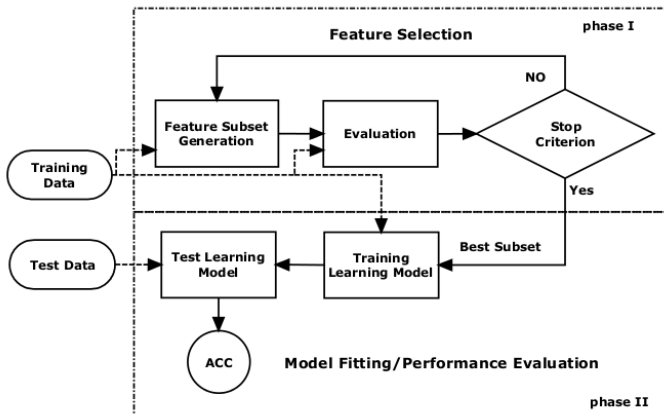 phase I
Feature Selection
NO
Feature Subset
Generation
Evaluation
Stop
Criterion
Training
Data
Yes
Best Subset
Test Data
Test Learning
Model
Training
Learning Model
ACC
Model Fitting/Performance Evaluation
phase II